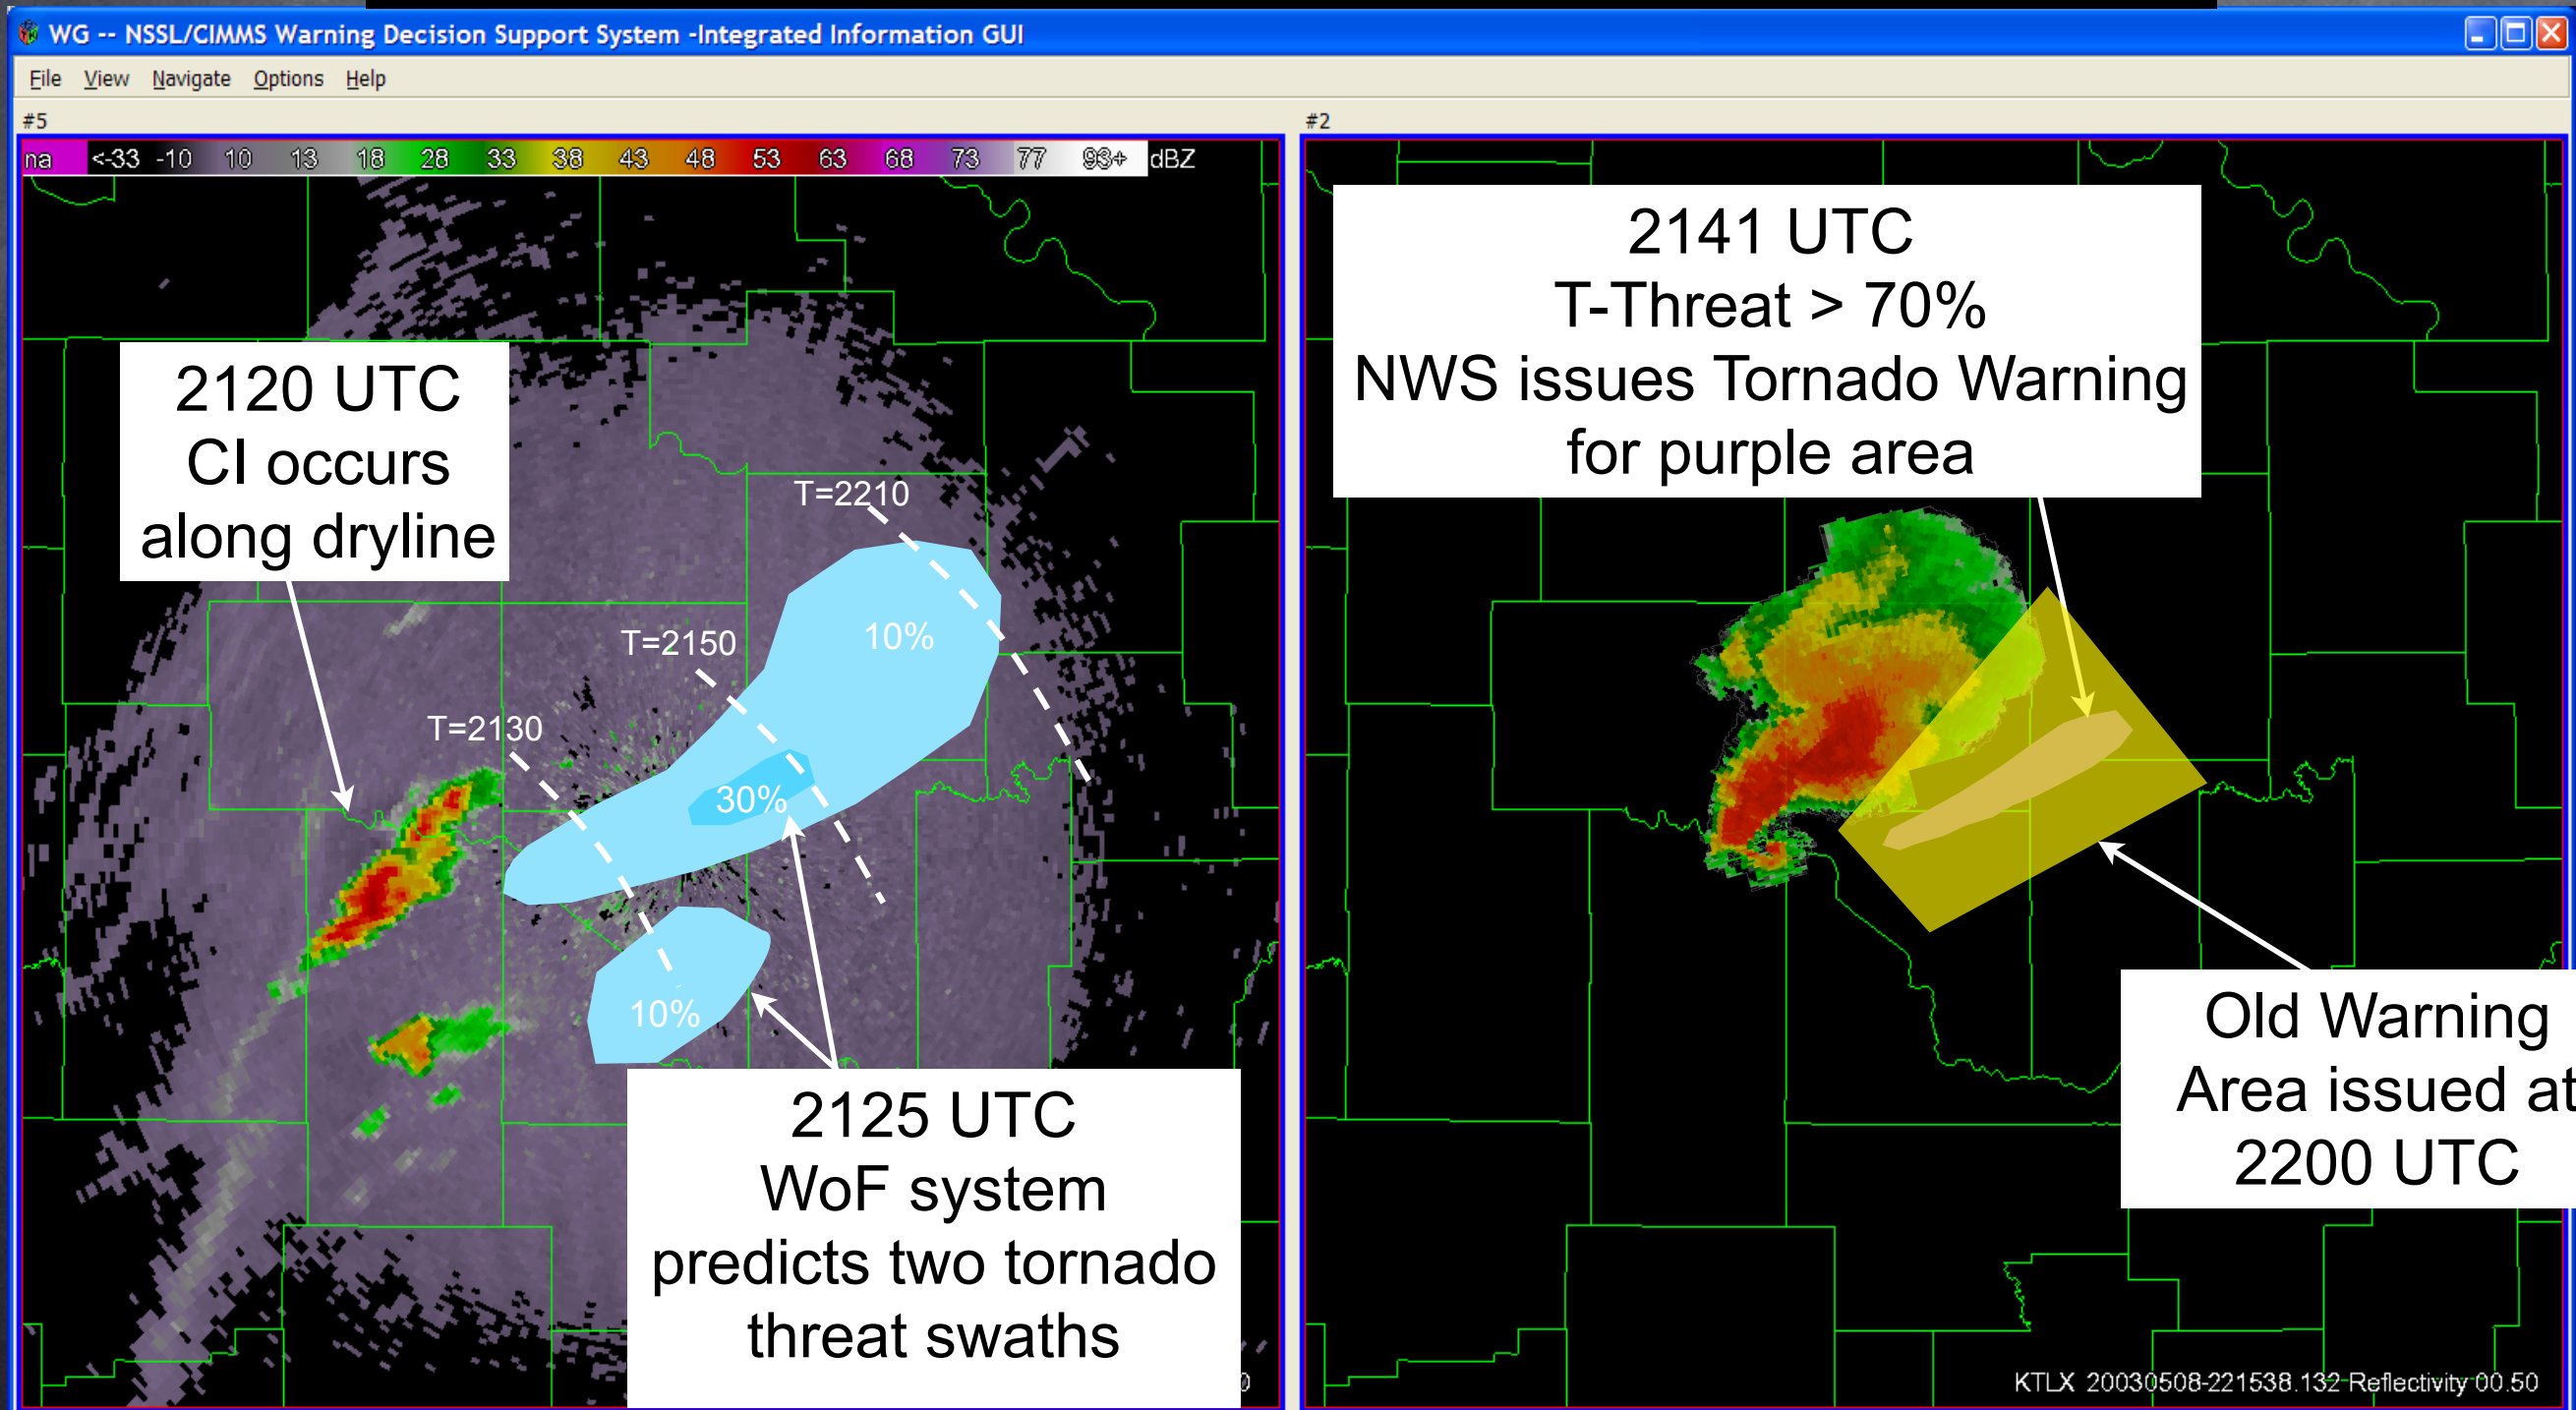 WG -- NSSL/CIMMS Warning Decision Support System -Integrated Information GUI
File View Navigate Options Help
#5
na <-33 -10 10 13 18 28 33 38 43 48 53 63 68 73 77 93+ dBZ
2120 UTC
CI occurs
along dryline
T=2210
10%
T=2150
T=2130
30%
10%
2125 UTC
WoF system
predicts two tornado
threat swaths
0
#2
2141 UTC
T-Threat > 70%
NWS issues Tornado Warning
for purple area
Old Warning
Area issued at
2200 UTC
KTLX 20030508-221538.132 Reflectivity 00.50